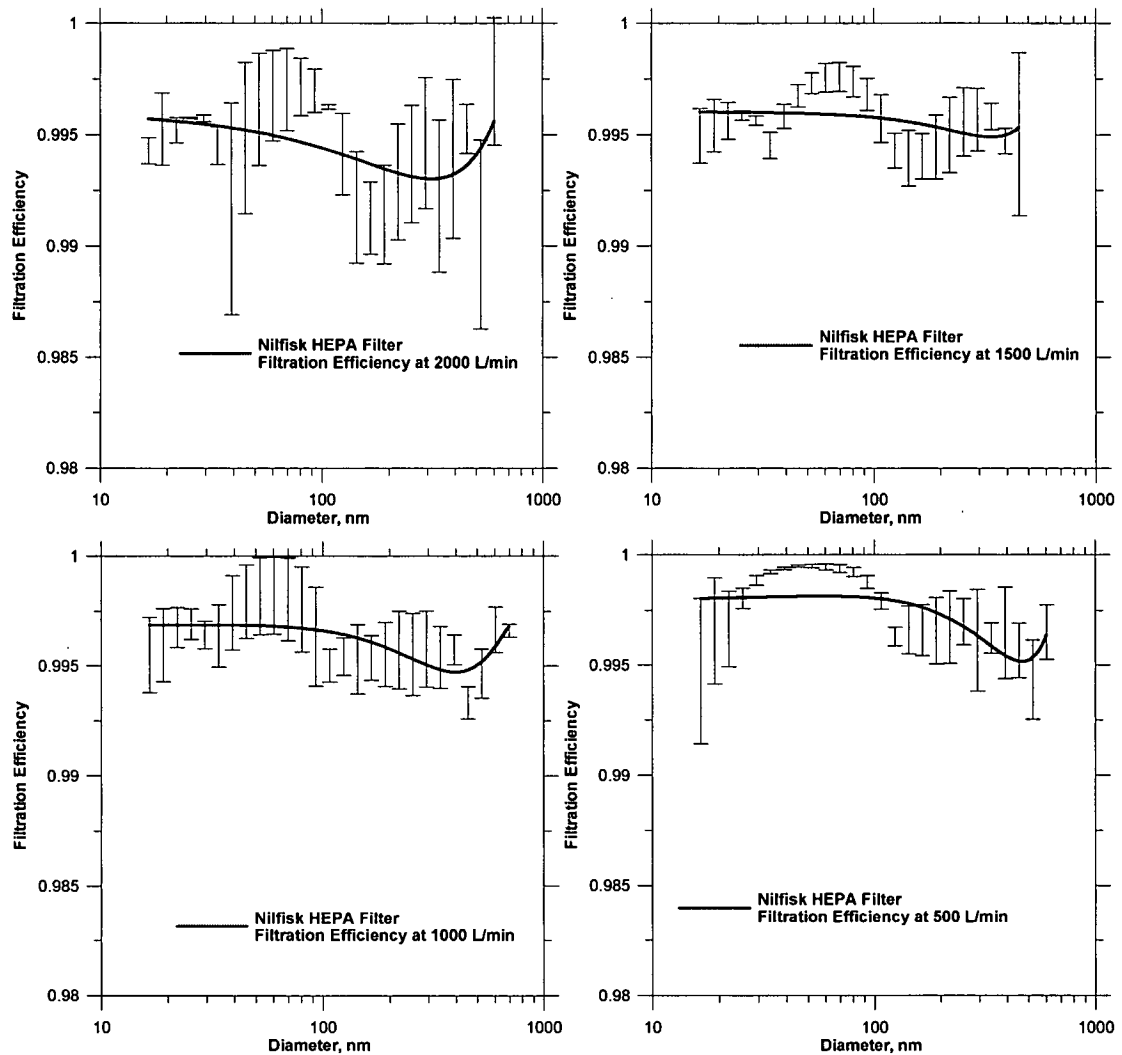 1
0.995
0.99
0.985
0.98
Filtration Efficiency
Nilfisk HEPA Filter
Filtration Efficiency at 2000 L/min
10
100
1000
Diameter, nm
1
0.995
0.99
0.985
0.98
Filtration Efficiency
Nilfisk HEPA Filter
Filtration Efficiency at 1500 L/min
10
100
1000
Diameter, nm
1
0.995
0.99
0.985
0.98
Filtration Efficiency
Nilfisk HEPA Filter
Filtration Efficiency at 1000 L/min
10
100
1000
Diameter, nm
1
0.995
0.99
0.985
0.98
Filtration Efficiency
Nilfisk HEPA Filter
Filtration Efficiency at 500 L/min
10
100
1000
Diameter, nm